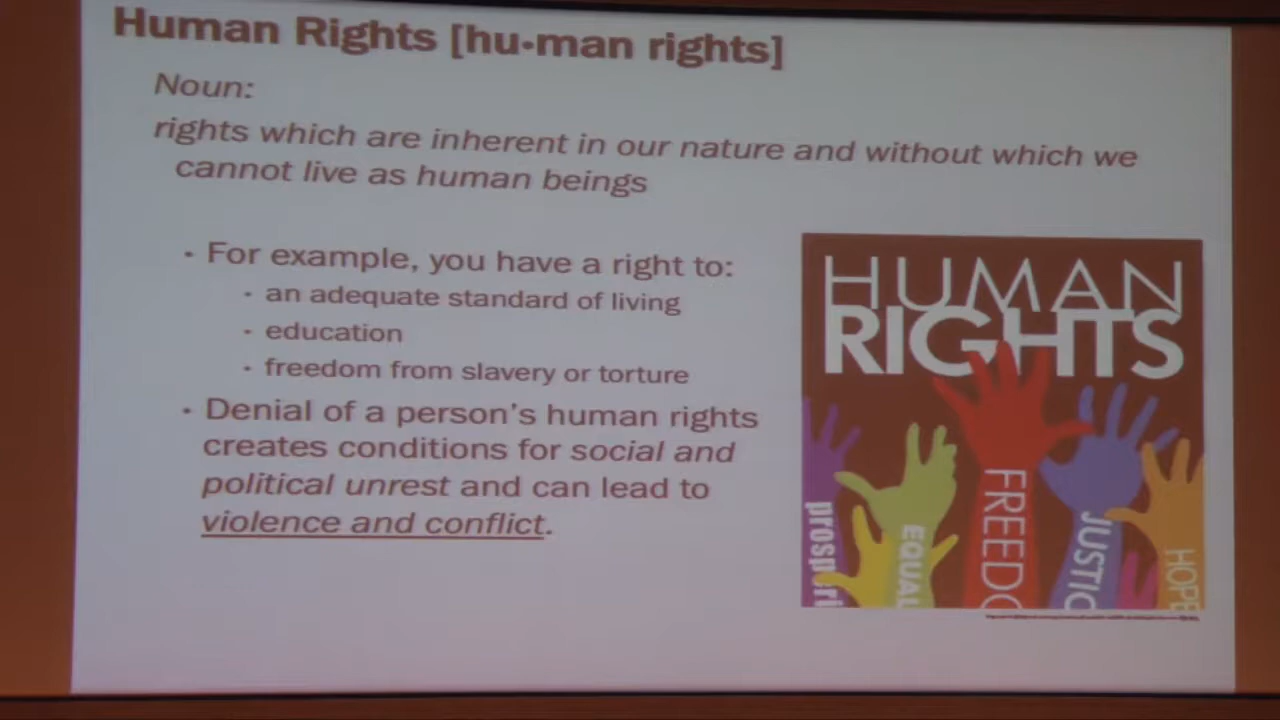 Human Rights [hu•man rights]
Noun:
rights which are inherent in our nature and without which we
cannot live as human beings
• For example, you have a right to:
• an adequate standard of living
• education
• freedom from slavery or torture
• Denial of a person's human rights
creates conditions for social and
political unrest and can lead to
violence and conflict.
HUMAN
RIGHTS
prosperi
EQUAL
FREEDO
JUSTIC
HOPE